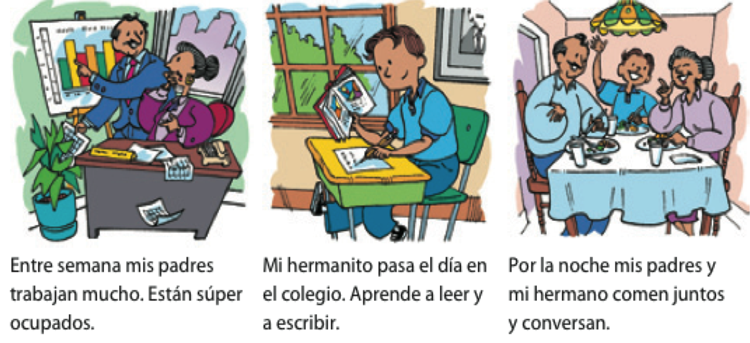 Entre semana mis padres
trabajan mucho. Están súper
ocupados.
Mi hermanito pasa el día en
el colegio. Aprende a leer y
a escribir.
Por la noche mis padres y
mi hermano comen juntos
y conversan.